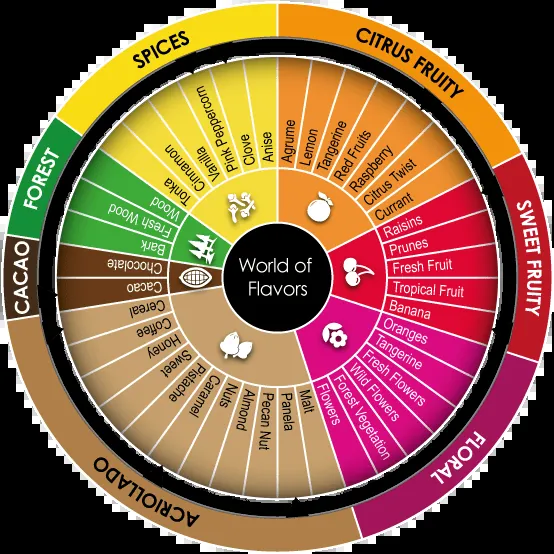 World of
Flavors
CITRUS FRUITY
Agrume
Lemon
Tangerine
Red Fruits
Raspberry
Citrus Twist
Currant
SWEET FRUITY
Raisins
Prunes
Fresh Fruit
Tropical Fruit
Banana
FLORAL
Oranges
Tangerine
Fresh Flowers
Wild Flowers
Forest Vegetation
Flowers
ACRIOLLADO
Malt
Panela
Pecan Nut
Almond
Nuts
Caramel
Pistache
Sweet
Honey
Coffee
Cereal
CACAO
Cacao
Chocolate
FOREST
Bark
Fresh Wood
Wood
SPICES
Tonka
Cinnamon
Vanilla
Pink Peppercorn
Clove
Anise